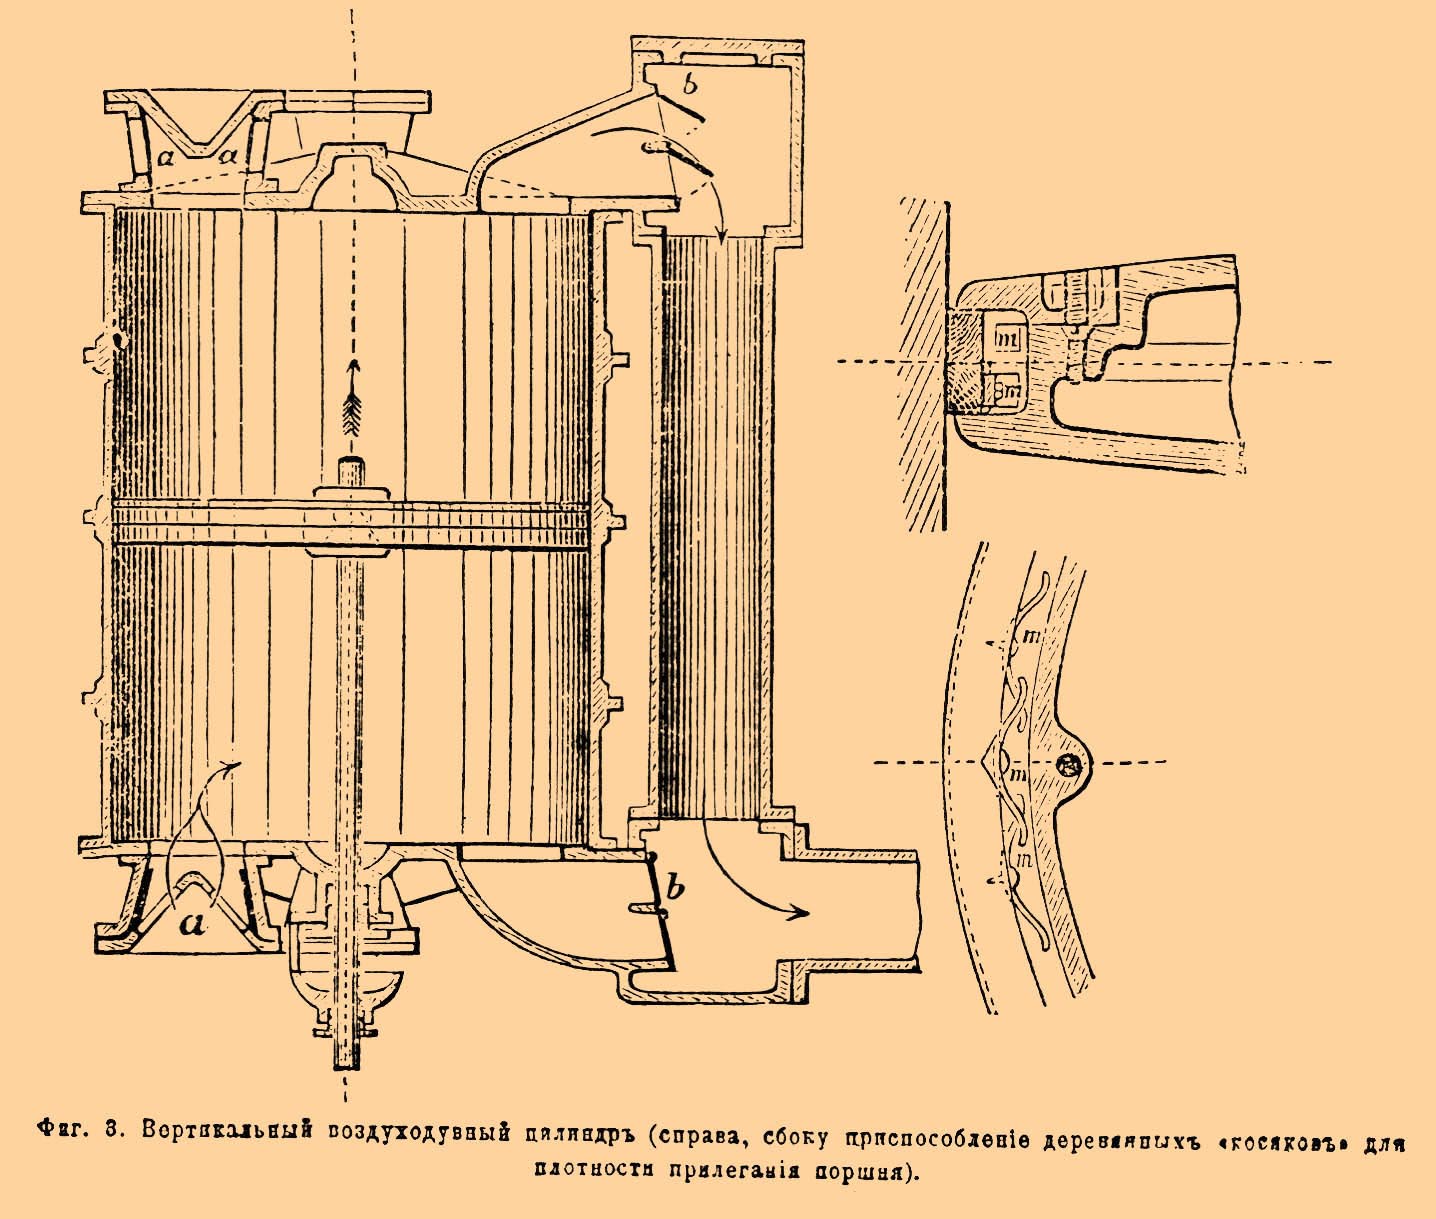 b
a a
m
m
m
m
m
a
b
Фиг. 3. Вертикальный воздуходувный цилиндръ (справа, сбоку приспособленіе деревянныхъ «косяковъ» для
плотности прилеганія поршня).